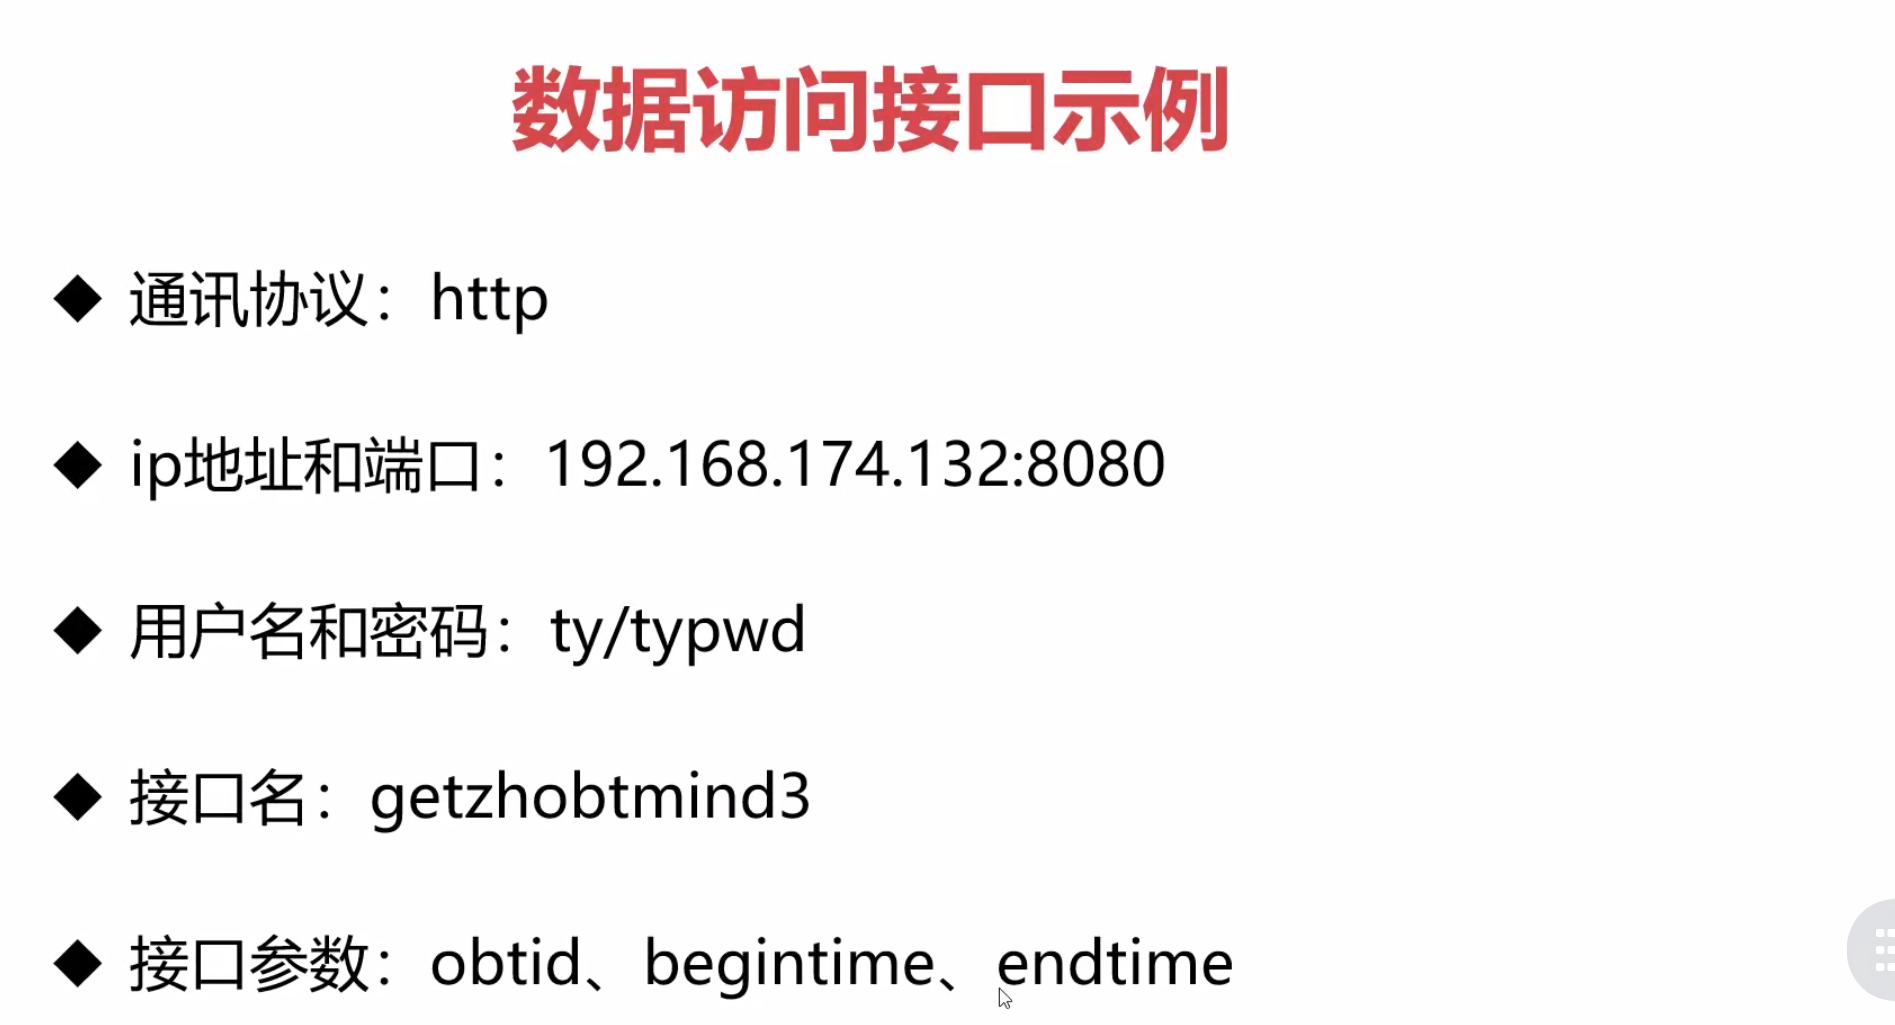 数据访问接口示例
◆ 通讯协议：http
◆ ip地址和端口：192.168.174.132:8080
◆ 用户名和密码：ty/typwd
◆ 接口名：getzhobtmind3
◆ 接口参数：obtid、begintime、endtime